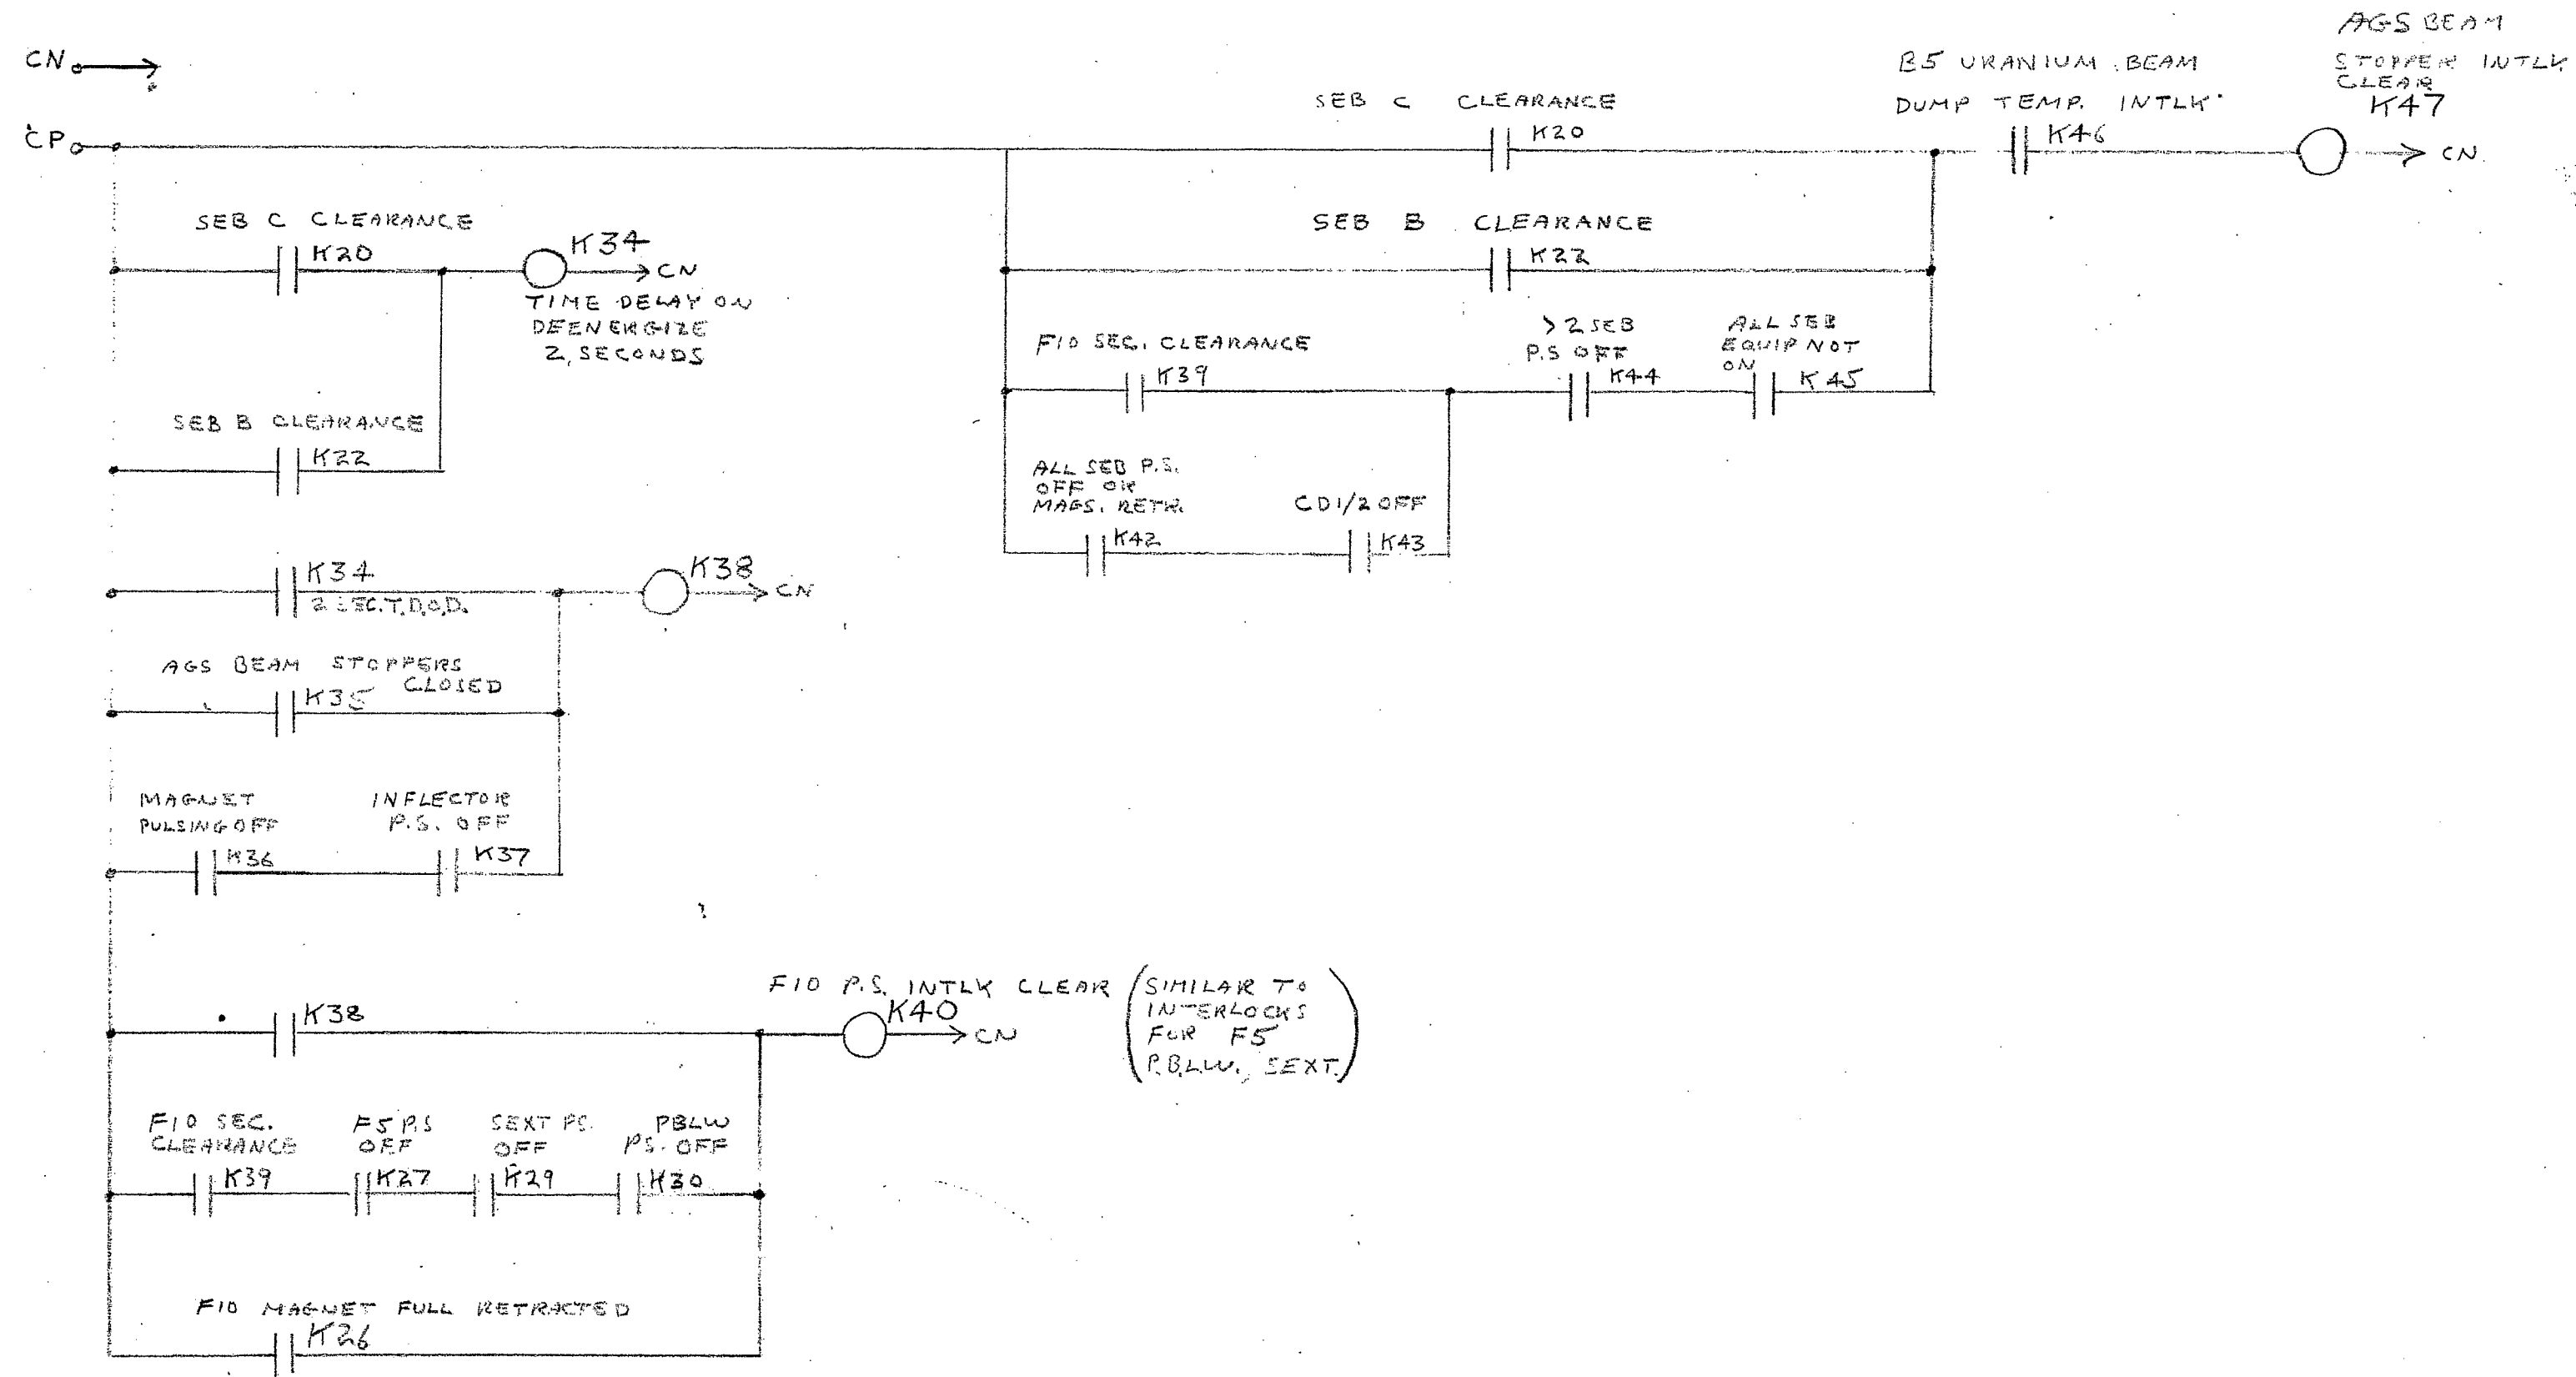 CN
CP
SEB C CLEARANCE
K20
B5 URANIUM BEAM
DUMP TEMP. INTLK.
K46
AGS BEAM
STOPPER INTLK
CLEAR
K47
CN
SEB C CLEARANCE
K20
K34
CN
TIME DELAY ON
DEENERGIZE
2 SECONDS
SEB B CLEARANCE
K22
SEB B CLEARANCE
K22
F10 SEC. CLEARANCE
K39
>2 SEB
P.S OFF
K44
ALL SEB
EQUIP NOT
ON
K45
ALL SEB P.S.
OFF OR
MAGS. RETR.
K42
CD1/2 OFF
K43
K34
2 SEC. T.D.O.D.
K38
CN
AGS BEAM STOPPERS
CLOSED
K35
MAGNET
PULSING OFF
K36
INFLECTOR
P.S. OFF
K37
K38
F10 P.S. INTLK CLEAR
K40
CN
(SIMILAR TO
INTERLOCKS
FOR F5
P.B.L.W., SEXT.)
F10 SEC.
CLEARANCE
K39
F5 P.S
OFF
K27
SEXT PS.
OFF
K29
PBLW
PS. OFF
K30
F10 MAGNET FULL RETRACTED
K26